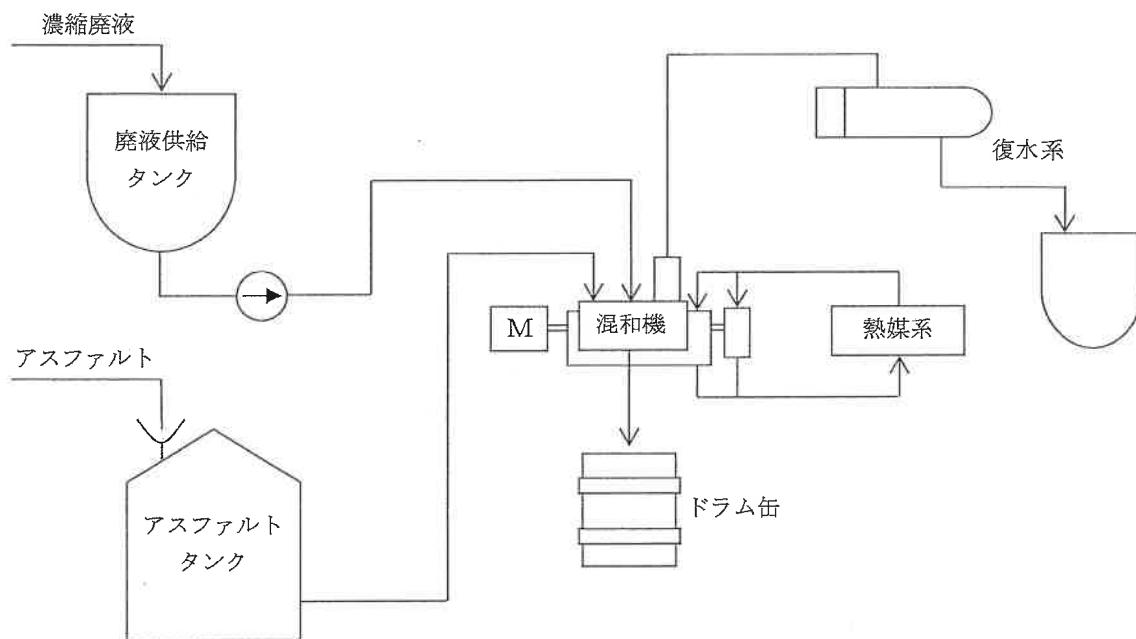 濃縮廃液
廃液供給
タンク
復水系
M
混和機
熱媒系
アスファルト
アスファルト
タンク
ドラム缶